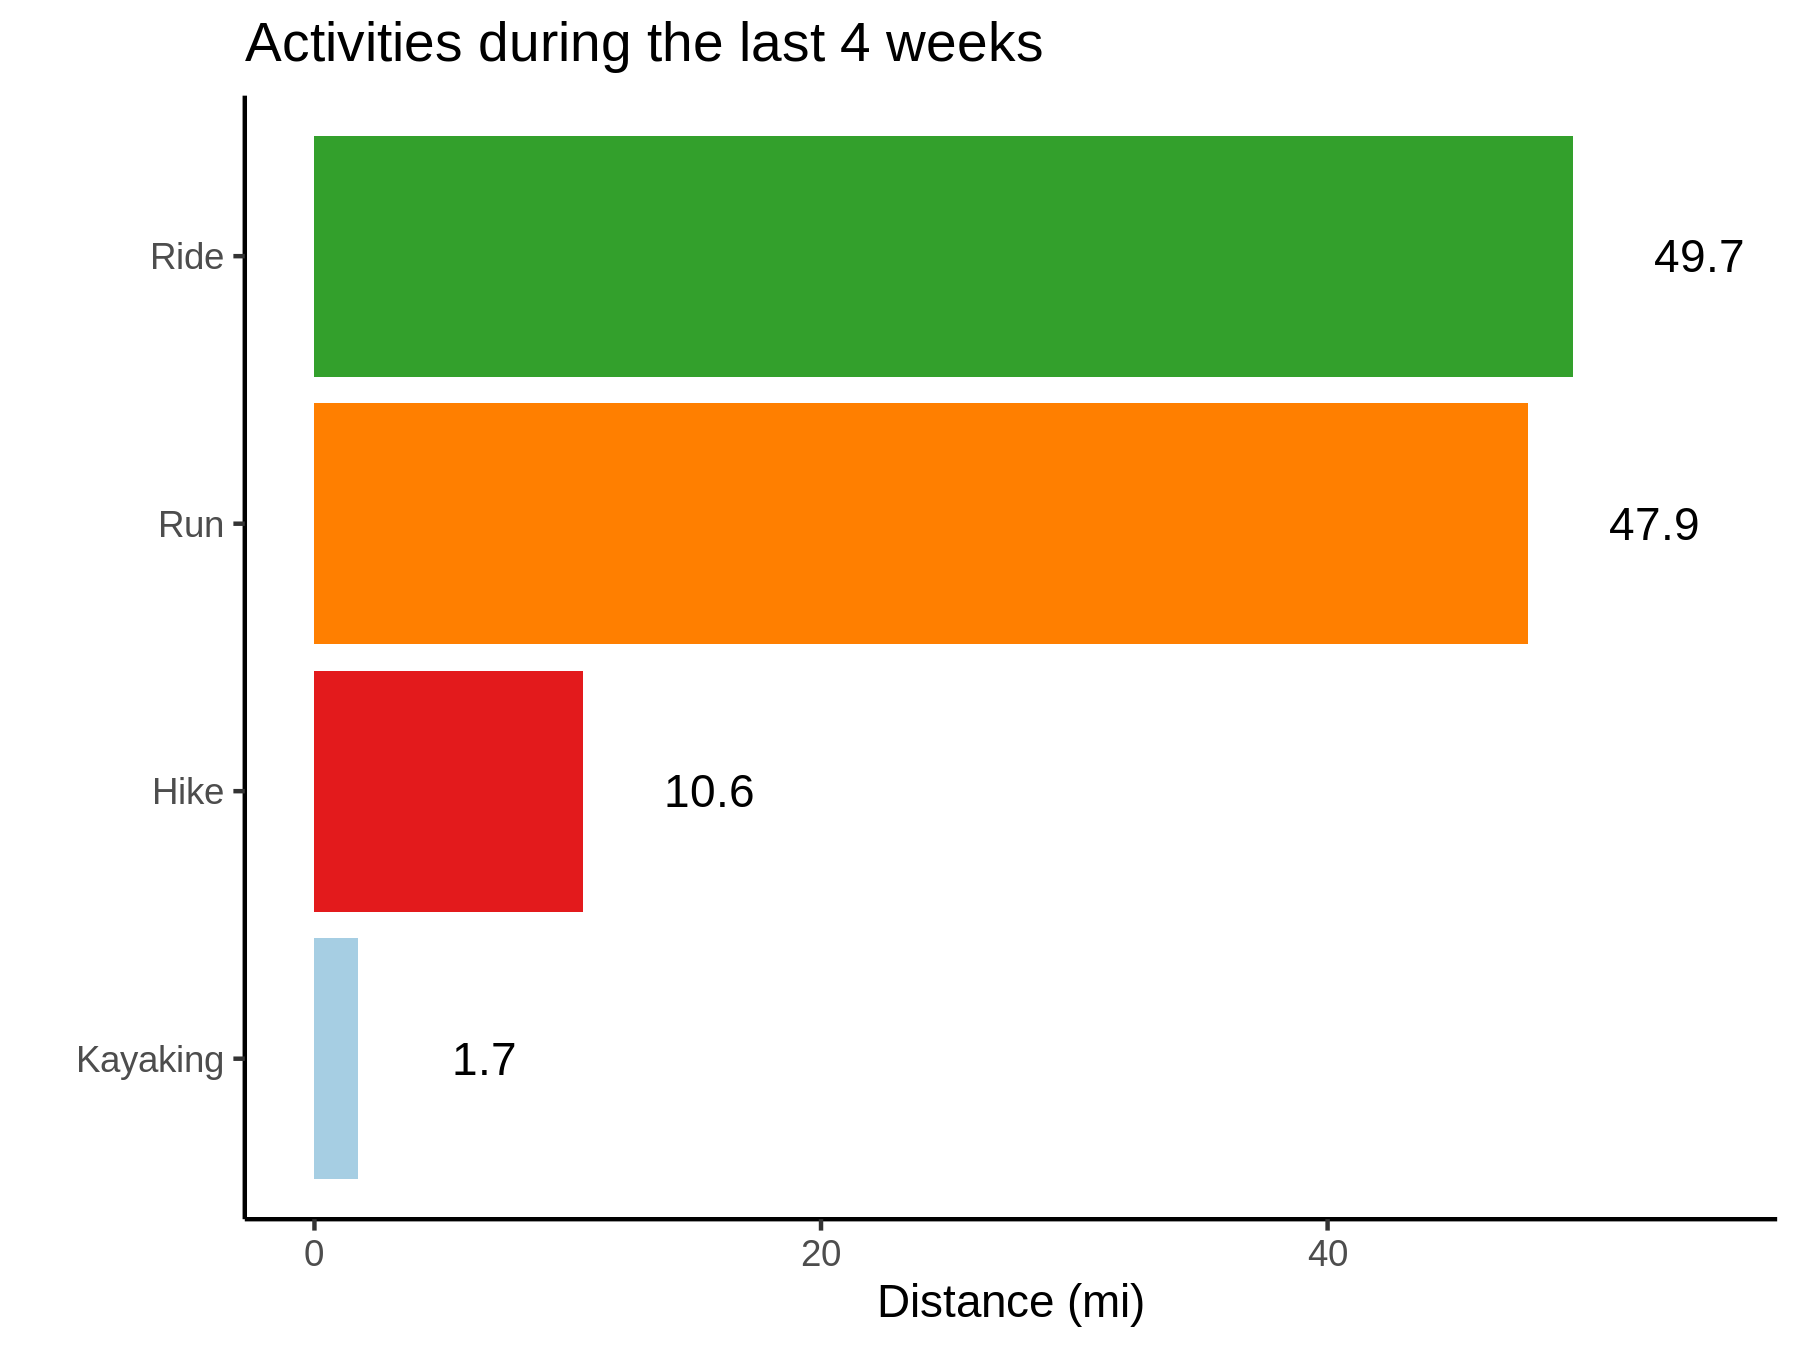 Activities during the last 4 weeks
Ride
49.7
Run
47.9
Hike
10.6
Kayaking
1.7
0 20 40
Distance (mi)